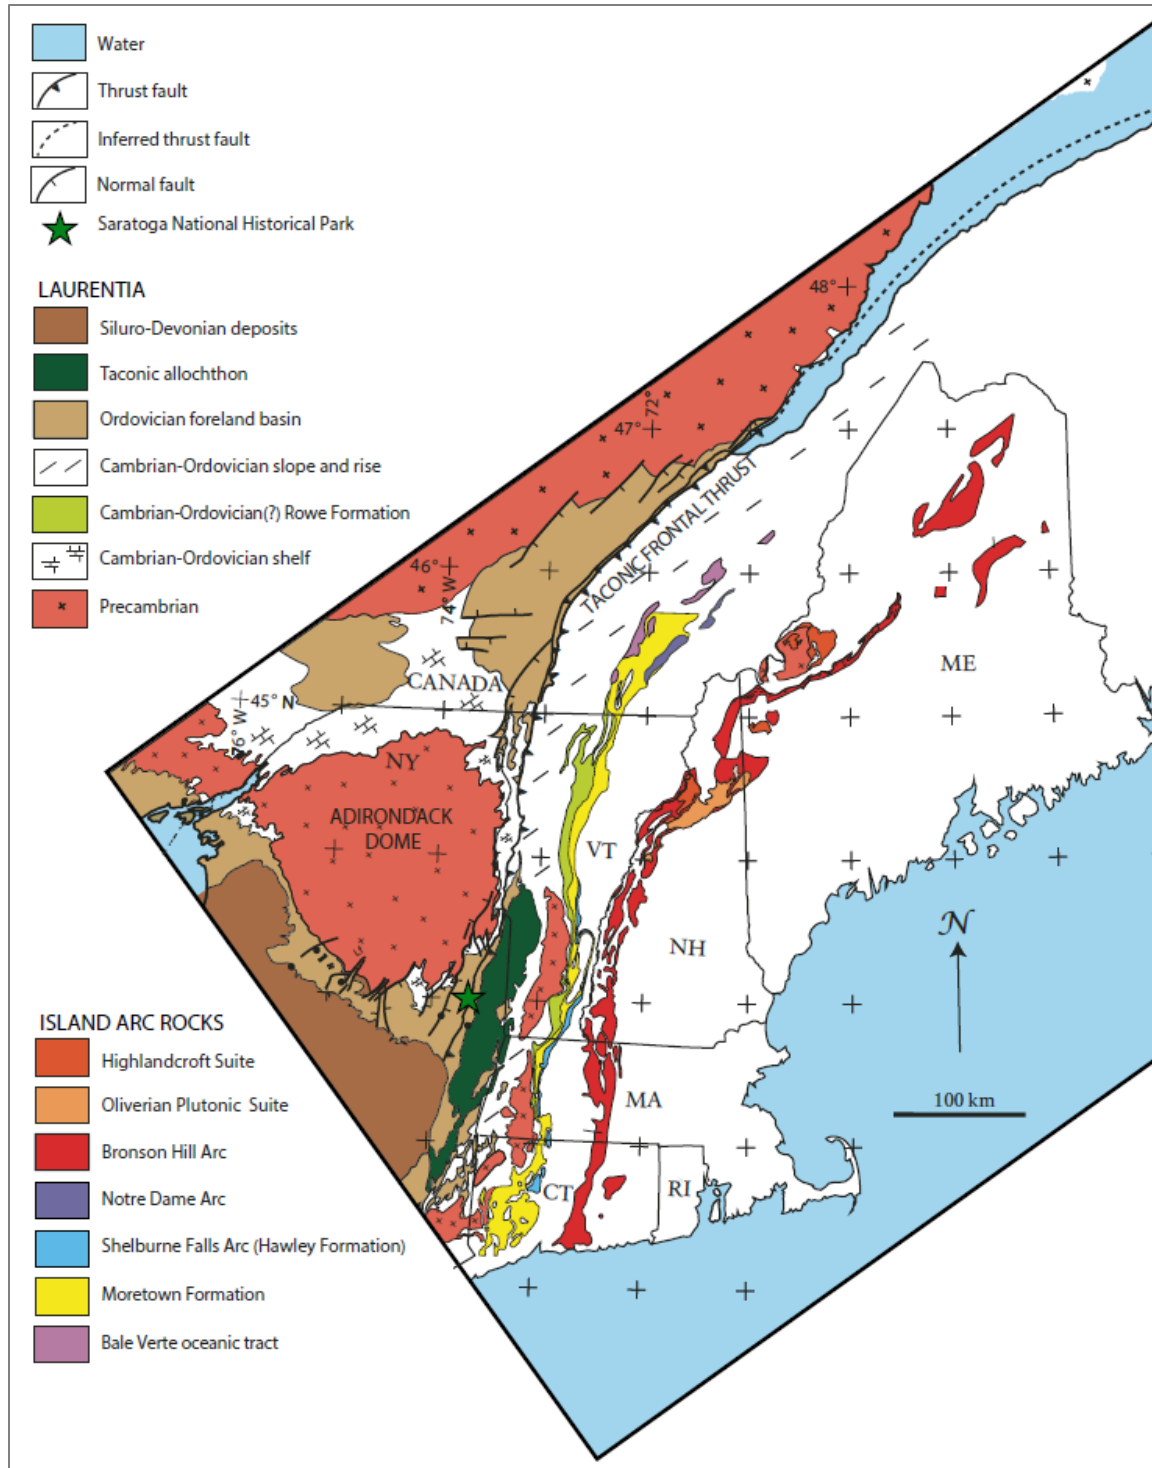 Water
Thrust fault
Inferred thrust fault
Normal fault
Saratoga National Historical Park
LAURENTIA
Siluro-Devonian deposits
Taconic allochthon
Ordovician foreland basin
Cambrian-Ordovician slope and rise
Cambrian-Ordovician(?) Rowe Formation
Cambrian-Ordovician shelf
Precambrian
ISLAND ARC ROCKS
Highlandcroft Suite
Oliverian Plutonic Suite
Bronson Hill Arc
Notre Dame Arc
Shelburne Falls Arc (Hawley Formation)
Moretown Formation
Bale Verte oceanic tract
48°
72°
47°
TACONIC FRONTAL THRUST
46°
74° W
CANADA
ME
45° N
76° W
NY
ADIRONDACK
DOME
VT
NH
N
MA
100 km
CT
RI